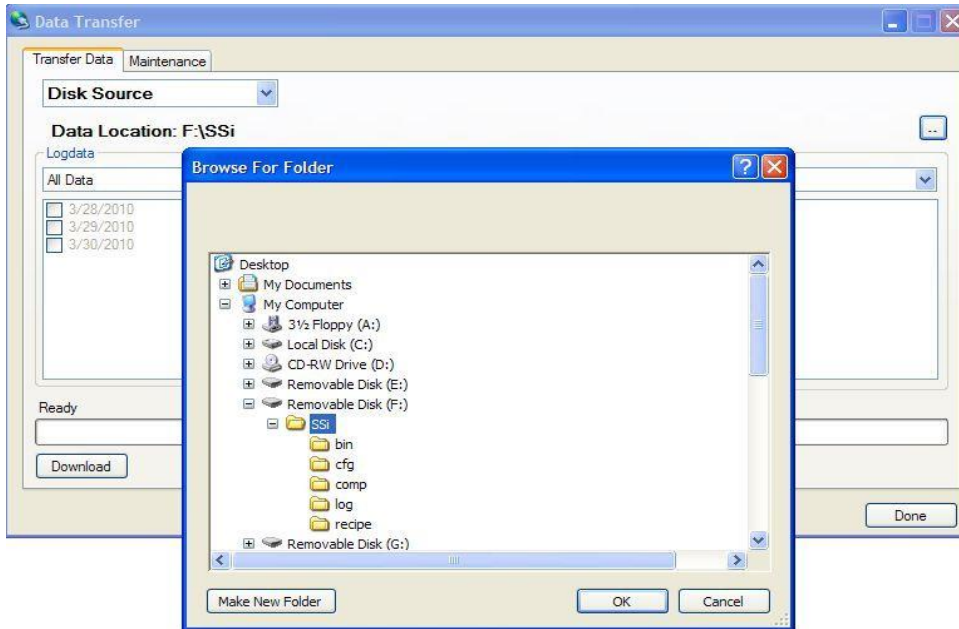 Data Transfer
Transfer Data Maintenance
Disk Source
Data Location: F:\SSi
..
Logdata
All Data
3/28/2010
3/29/2010
3/30/2010
Ready
Download
Done
Browse For Folder
Desktop
My Documents
My Computer
3½ Floppy (A:)
Local Disk (C:)
CD-RW Drive (D:)
Removable Disk (E:)
Removable Disk (F:)
SSi
bin
cfg
comp
log
recipe
Removable Disk (G:)
Make New Folder OK Cancel